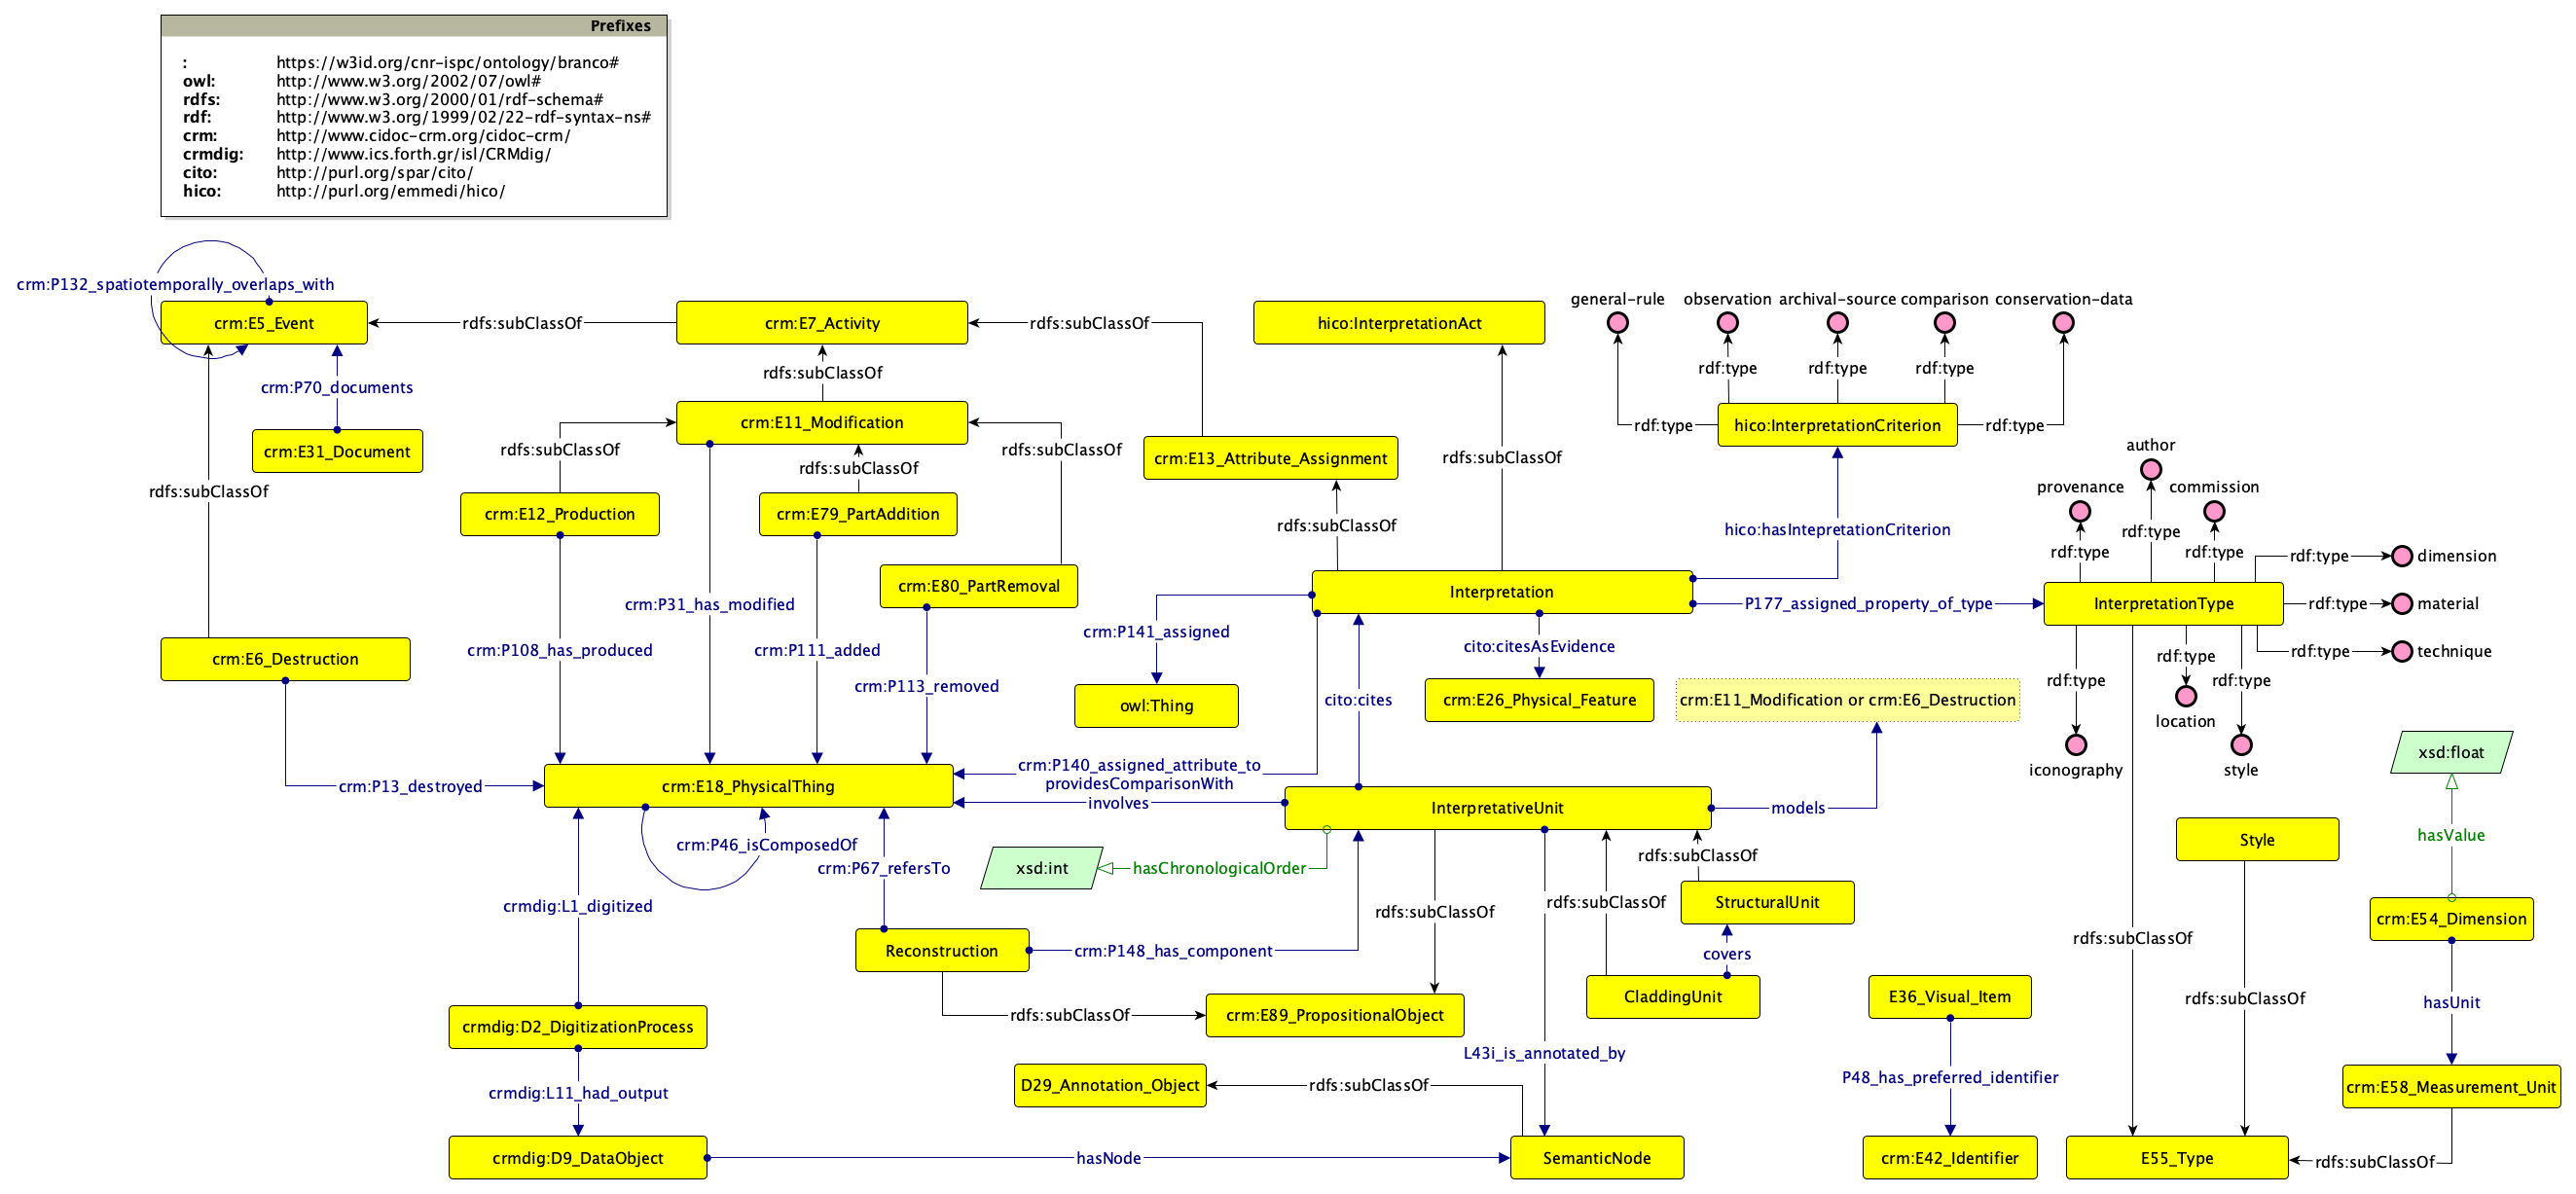 Prefixes
: https://w3id.org/cnr-ispc/ontology/branco#
owl: http://www.w3.org/2002/07/owl#
rdfs: http://www.w3.org/2000/01/rdf-schema#
rdf: http://www.w3.org/1999/02/22-rdf-syntax-ns#
crm: http://www.cidoc-crm.org/cidoc-crm/
crmdig: http://www.ics.forth.gr/isl/CRMdig/
cito: http://purl.org/spar/cito/
hico: http://purl.org/emmedi/hico/
crm:P132_spatiotemporally_overlaps_with
general-rule
observation
archival-source
comparison
conservation-data
crm:E5_Event
rdfs:subClassOf
crm:E7_Activity
rdfs:subClassOf
hico:InterpretationAct
rdf:type
rdf:type
rdf:type
rdfs:subClassOf
crm:P70_documents
crm:E11_Modification
rdf:type
hico:InterpretationCriterion
rdf:type
author
crm:E31_Document
rdfs:subClassOf
rdfs:subClassOf
rdfs:subClassOf
crm:E13_Attribute_Assignment
rdfs:subClassOf
provenance
commission
rdfs:subClassOf
crm:E12_Production
crm:E79_PartAddition
rdfs:subClassOf
hico:hasIntepretationCriterion
rdf:type
rdf:type
rdf:type
rdf:type
dimension
crm:E80_PartRemoval
Interpretation
crm:P31_has_modified
P177_assigned_property_of_type
InterpretationType
rdf:type
material
crm:P141_assigned
crm:E6_Destruction
crm:P108_has_produced
crm:P111_added
cito:citesAsEvidence
rdf:type
rdf:type
technique
crm:P113_removed
rdf:type
rdf:type
owl:Thing
cito:cites
crm:E26_Physical_Feature
crm:E11_Modification or crm:E6_Destruction
location
crm:P140_assigned_attribute_to
providesComparisonWith
iconography
style
xsd:float
crm:P13_destroyed
crm:E18_PhysicalThing
involves
InterpretativeUnit
models
crm:P46_isComposedOf
hasValue
Style
crm:P67_refersTo
xsd:int
hasChronologicalOrder
rdfs:subClassOf
crmdig:L1_digitized
rdfs:subClassOf
rdfs:subClassOf
StructuralUnit
crm:E54_Dimension
Reconstruction
crm:P148_has_component
covers
rdfs:subClassOf
CladdingUnit
E36_Visual_Item
rdfs:subClassOf
hasUnit
rdfs:subClassOf
crm:E89_PropositionalObject
crmdig:D2_DigitizationProcess
L43i_is_annotated_by
D29_Annotation_Object
rdfs:subClassOf
P48_has_preferred_identifier
crm:E58_Measurement_Unit
crmdig:L11_had_output
crmdig:D9_DataObject
hasNode
SemanticNode
crm:E42_Identifier
E55_Type
rdfs:subClassOf